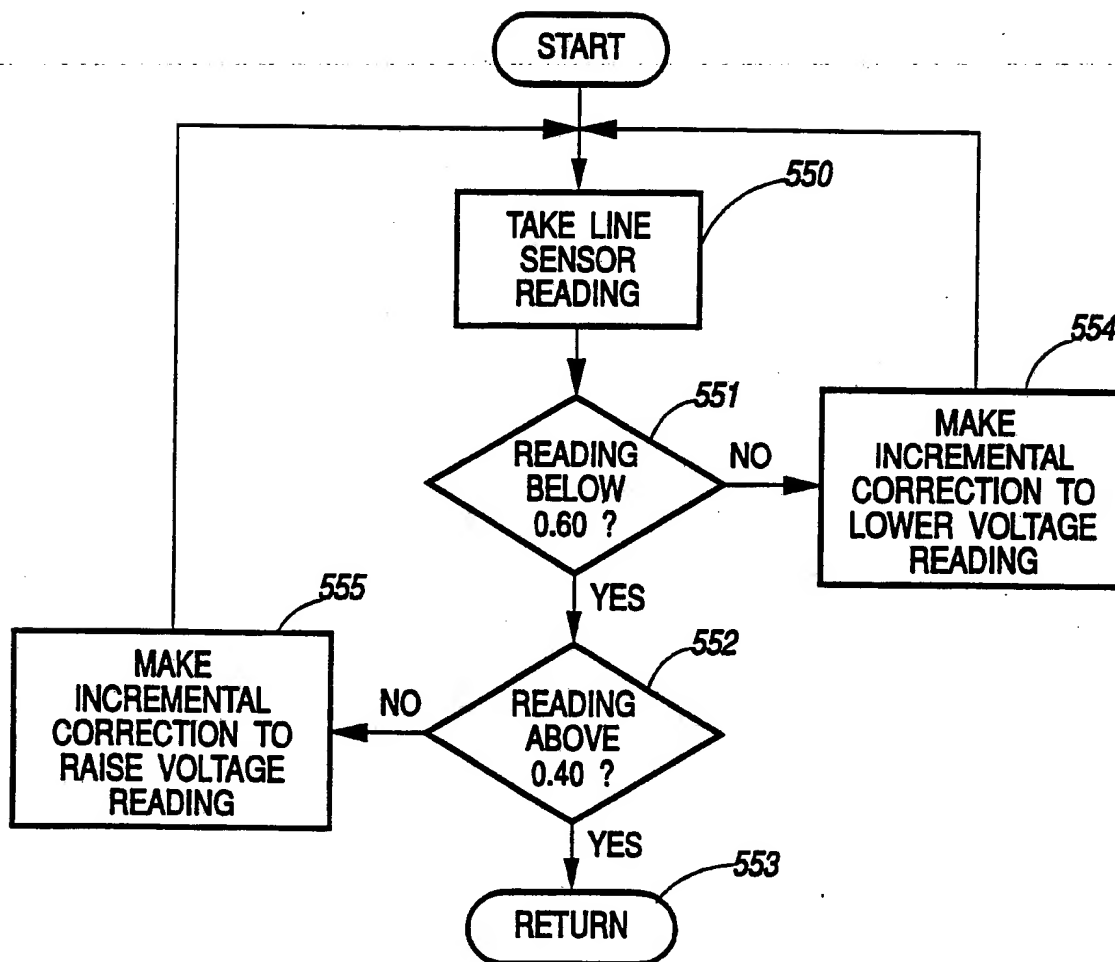 START
550
TAKE LINE
SENSOR
READING
554
551
READING
BELOW
0.60 ?
NO
MAKE
INCREMENTAL
CORRECTION TO
LOWER VOLTAGE
READING
YES
555
552
MAKE
INCREMENTAL
CORRECTION TO
RAISE VOLTAGE
READING
NO
READING
ABOVE
0.40 ?
YES
553
RETURN